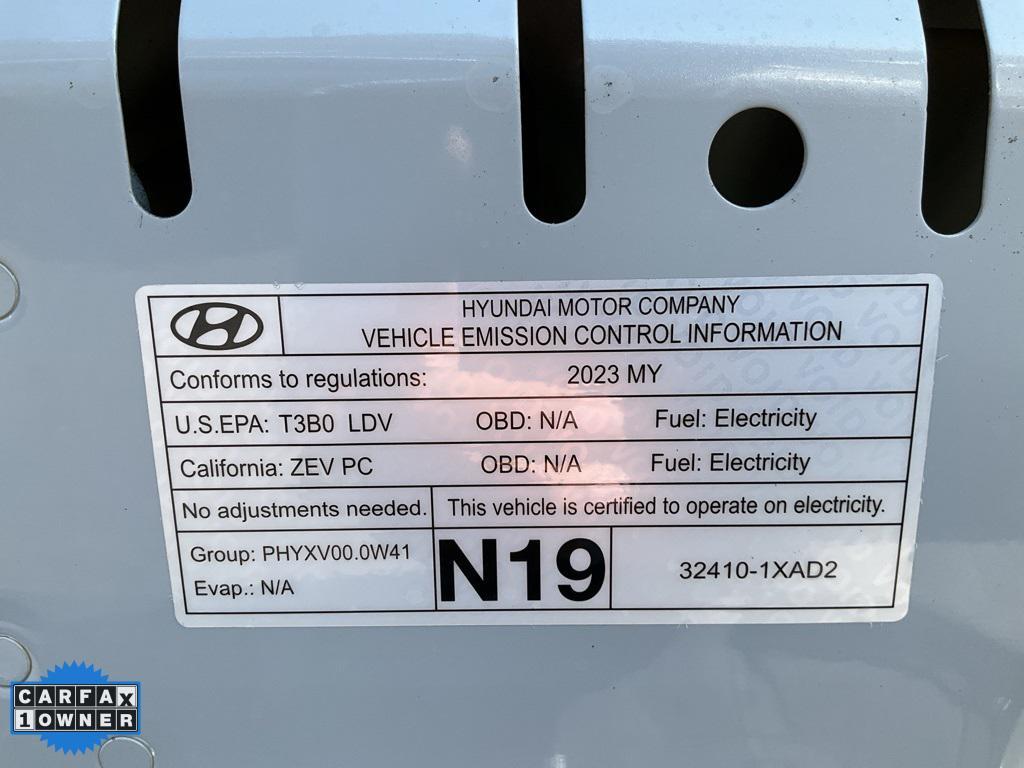 HYUNDAI MOTOR COMPANY
VEHICLE EMISSION CONTROL INFORMATION
Conforms to regulations: 2023 MY
U.S.EPA: T3B0 LDV OBD: N/A Fuel: Electricity
California: ZEV PC OBD: N/A Fuel: Electricity
No adjustments needed. This vehicle is certified to operate on electricity.
Group: PHYXV00.0W41
Evap.: N/A
N19
32410-1XAD2
CARFAX
1 OWNER